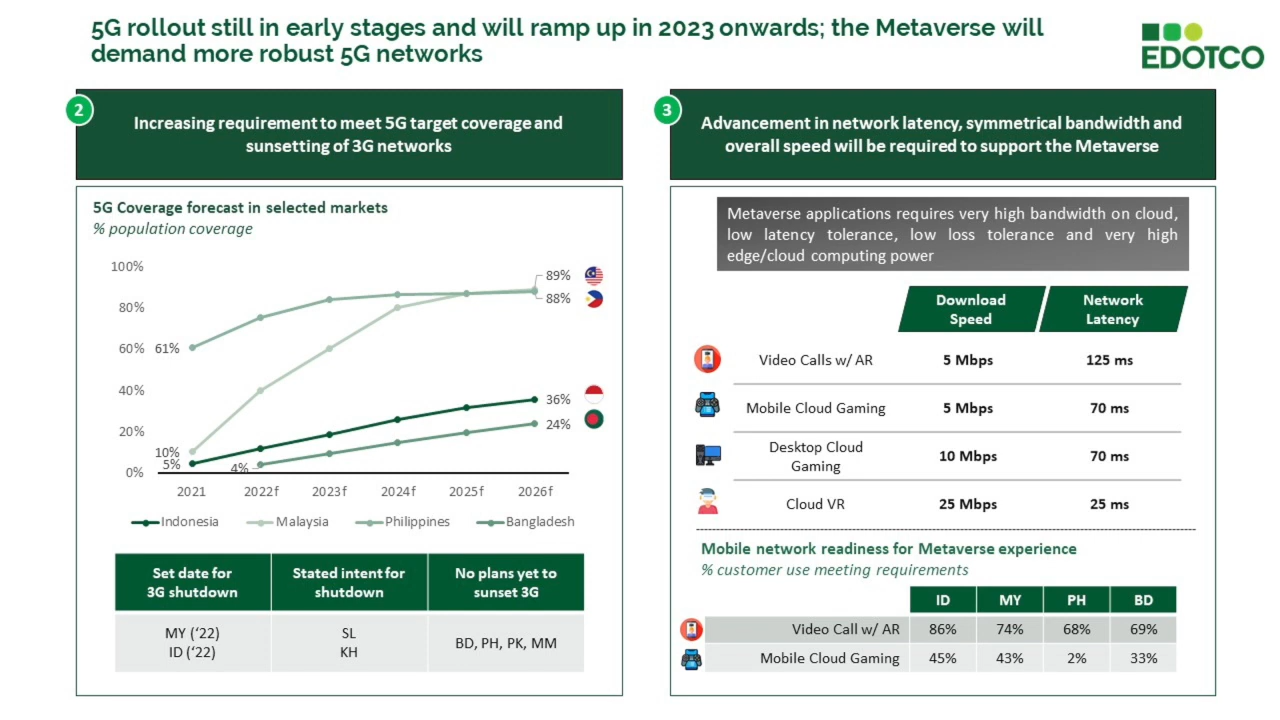 5G rollout still in early stages and will ramp up in 2023 onwards; the Metaverse will
demand more robust 5G networks
EDOTCO
2
Increasing requirement to meet 5G target coverage and
sunsetting of 3G networks
5G Coverage forecast in selected markets
% population coverage
100%
80%
60%
40%
20%
0%
61%
10%
5%
4%
89%
88%
36%
24%
2021 2022f 2023f 2024f 2025f 2026f
Indonesia Malaysia Philippines Bangladesh
Set date for
3G shutdown
Stated intent for
shutdown
No plans yet to
sunset 3G
MY (‘22)
ID (‘22)
SL
KH
BD, PH, PK, MM
3
Advancement in network latency, symmetrical bandwidth and
overall speed will be required to support the Metaverse
Metaverse applications requires very high bandwidth on cloud,
low latency tolerance, low loss tolerance and very high
edge/cloud computing power
Download
Speed
Network
Latency
Video Calls w/ AR 5 Mbps 125 ms
Mobile Cloud Gaming 5 Mbps 70 ms
Desktop Cloud
Gaming
10 Mbps 70 ms
Cloud VR 25 Mbps 25 ms
Mobile network readiness for Metaverse experience
% customer use meeting requirements
ID MY PH BD
Video Call w/ AR 86% 74% 68% 69%
Mobile Cloud Gaming 45% 43% 2% 33%